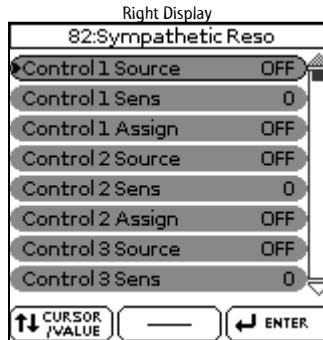 Right Display
82:Sympathetic Reso
Control 1 Source OFF
Control 1 Sens 0
Control 1 Assign OFF
Control 2 Source OFF
Control 2 Sens 0
Control 2 Assign OFF
Control 3 Source OFF
Control 3 Sens 0
CURSOR
/VALUE
ENTER